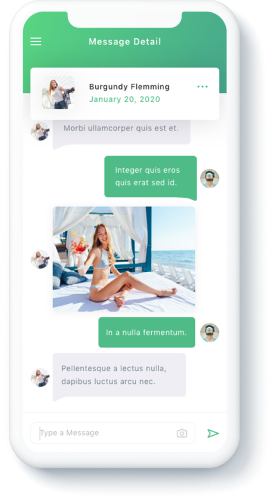 Message Detail
Burgundy Flemming
January 20, 2020
Morbi ullamcorper quis est et.
Integer quis eros
quis erat sed id.
In a nulla fermentum.
Pellentesque a lectus nulla,
dapibus luctus arcu nec.
Type a Message